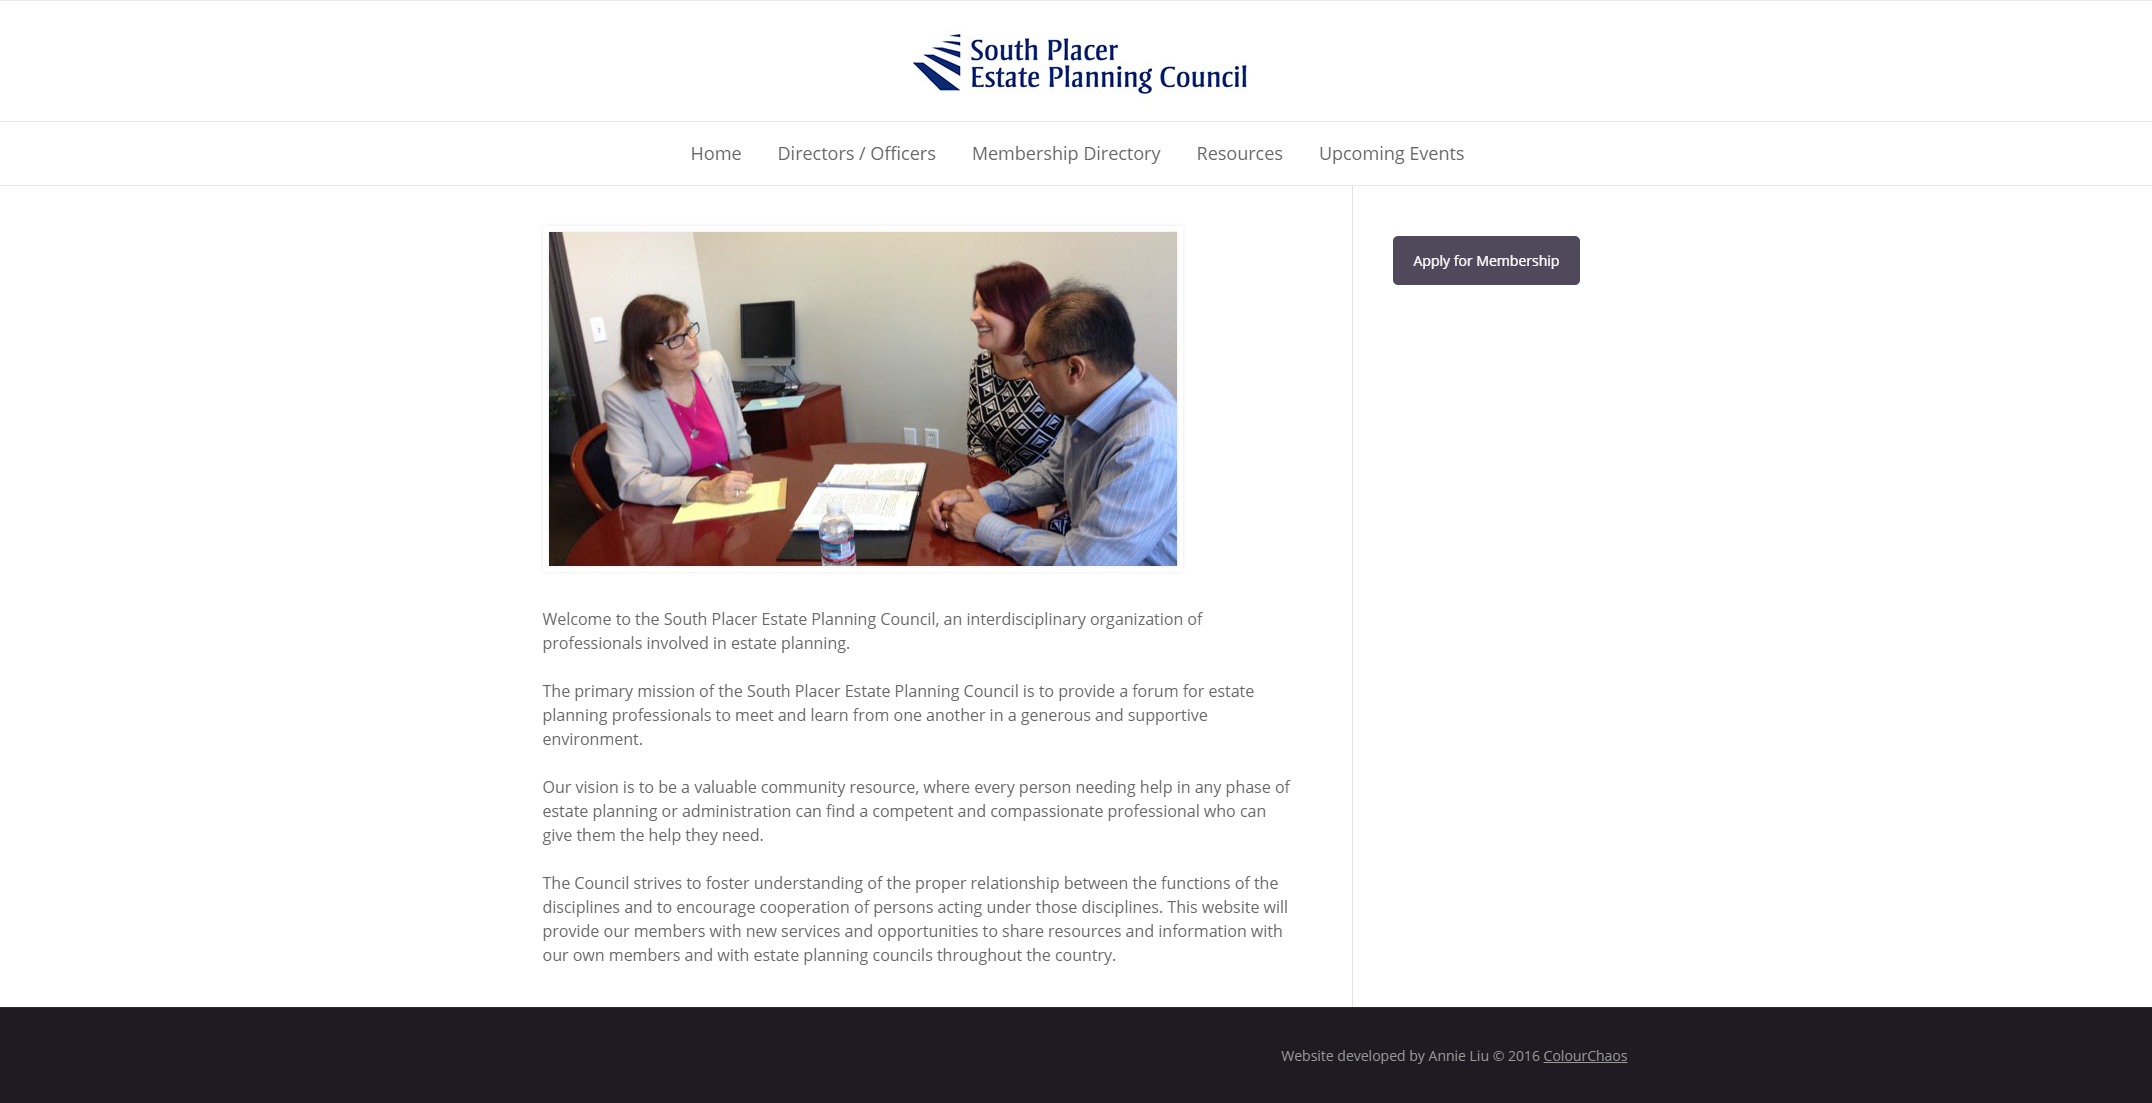 South Placer
Estate Planning Council
Home
Directors / Officers
Membership Directory
Resources
Upcoming Events
Apply for Membership
Welcome to the South Placer Estate Planning Council, an interdisciplinary organization of
professionals involved in estate planning.
The primary mission of the South Placer Estate Planning Council is to provide a forum for estate
planning professionals to meet and learn from one another in a generous and supportive
environment.
Our vision is to be a valuable community resource, where every person needing help in any phase of
estate planning or administration can find a competent and compassionate professional who can
give them the help they need.
The Council strives to foster understanding of the proper relationship between the functions of the
disciplines and to encourage cooperation of persons acting under those disciplines. This website will
provide our members with new services and opportunities to share resources and information with
our own members and with estate planning councils throughout the country.
Website developed by Annie Liu © 2016 ColourChaos